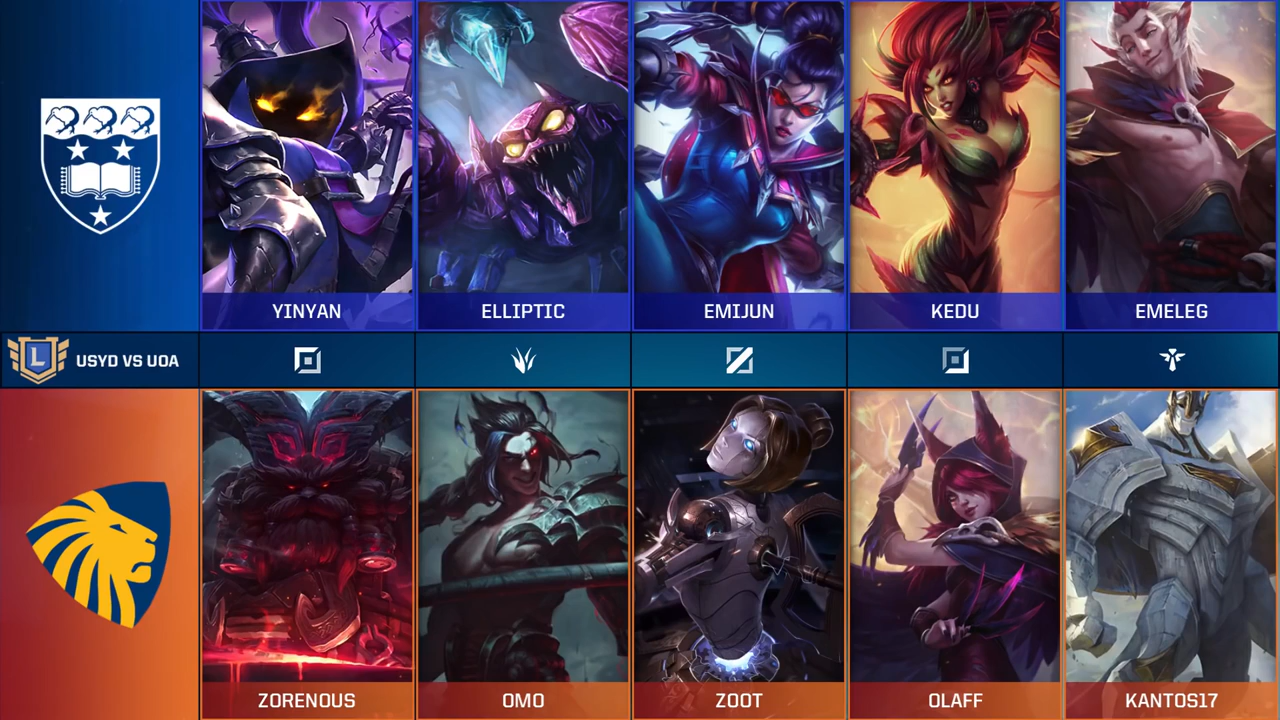 YINYAN
ELLIPTIC
EMIJUN
KEDU
EMELEG
L
USYD VS UOA
ZORENOUS
OMO
ZOOT
OLAFF
KANTOS17